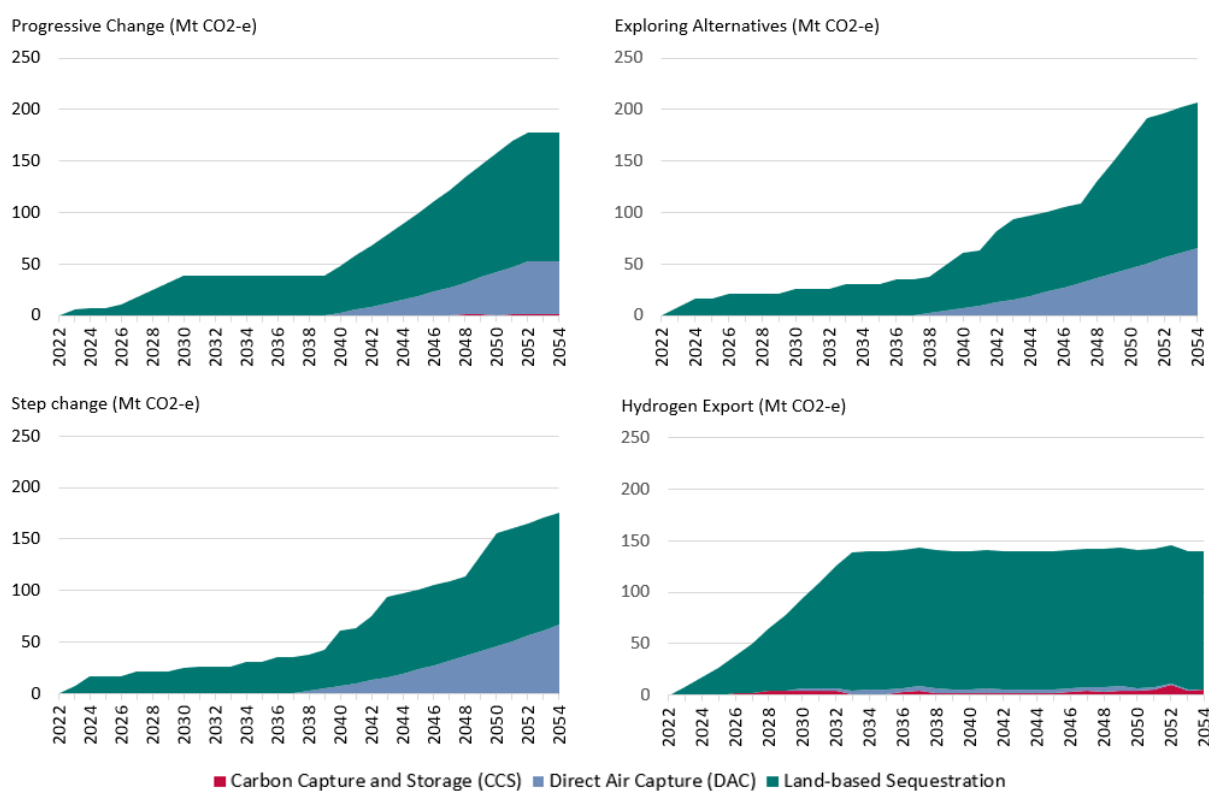 Progressive Change (Mt CO2-e)
250
200
150
100
50
0
2022 2024 2026 2028 2030 2032 2034 2036 2038 2040 2042 2044 2046 2048 2050 2052 2054
Exploring Alternatives (Mt CO2-e)
250
200
150
100
50
0
2022 2024 2026 2028 2030 2032 2034 2036 2038 2040 2042 2044 2046 2048 2050 2052 2054
Step change (Mt CO2-e)
250
200
150
100
50
0
2022 2024 2026 2028 2030 2032 2034 2036 2038 2040 2042 2044 2046 2048 2050 2052 2054
Hydrogen Export (Mt CO2-e)
250
200
150
100
50
0
2022 2024 2026 2028 2030 2032 2034 2036 2038 2040 2042 2044 2046 2048 2050 2052 2054
Carbon Capture and Storage (CCS) Direct Air Capture (DAC) Land-based Sequestration